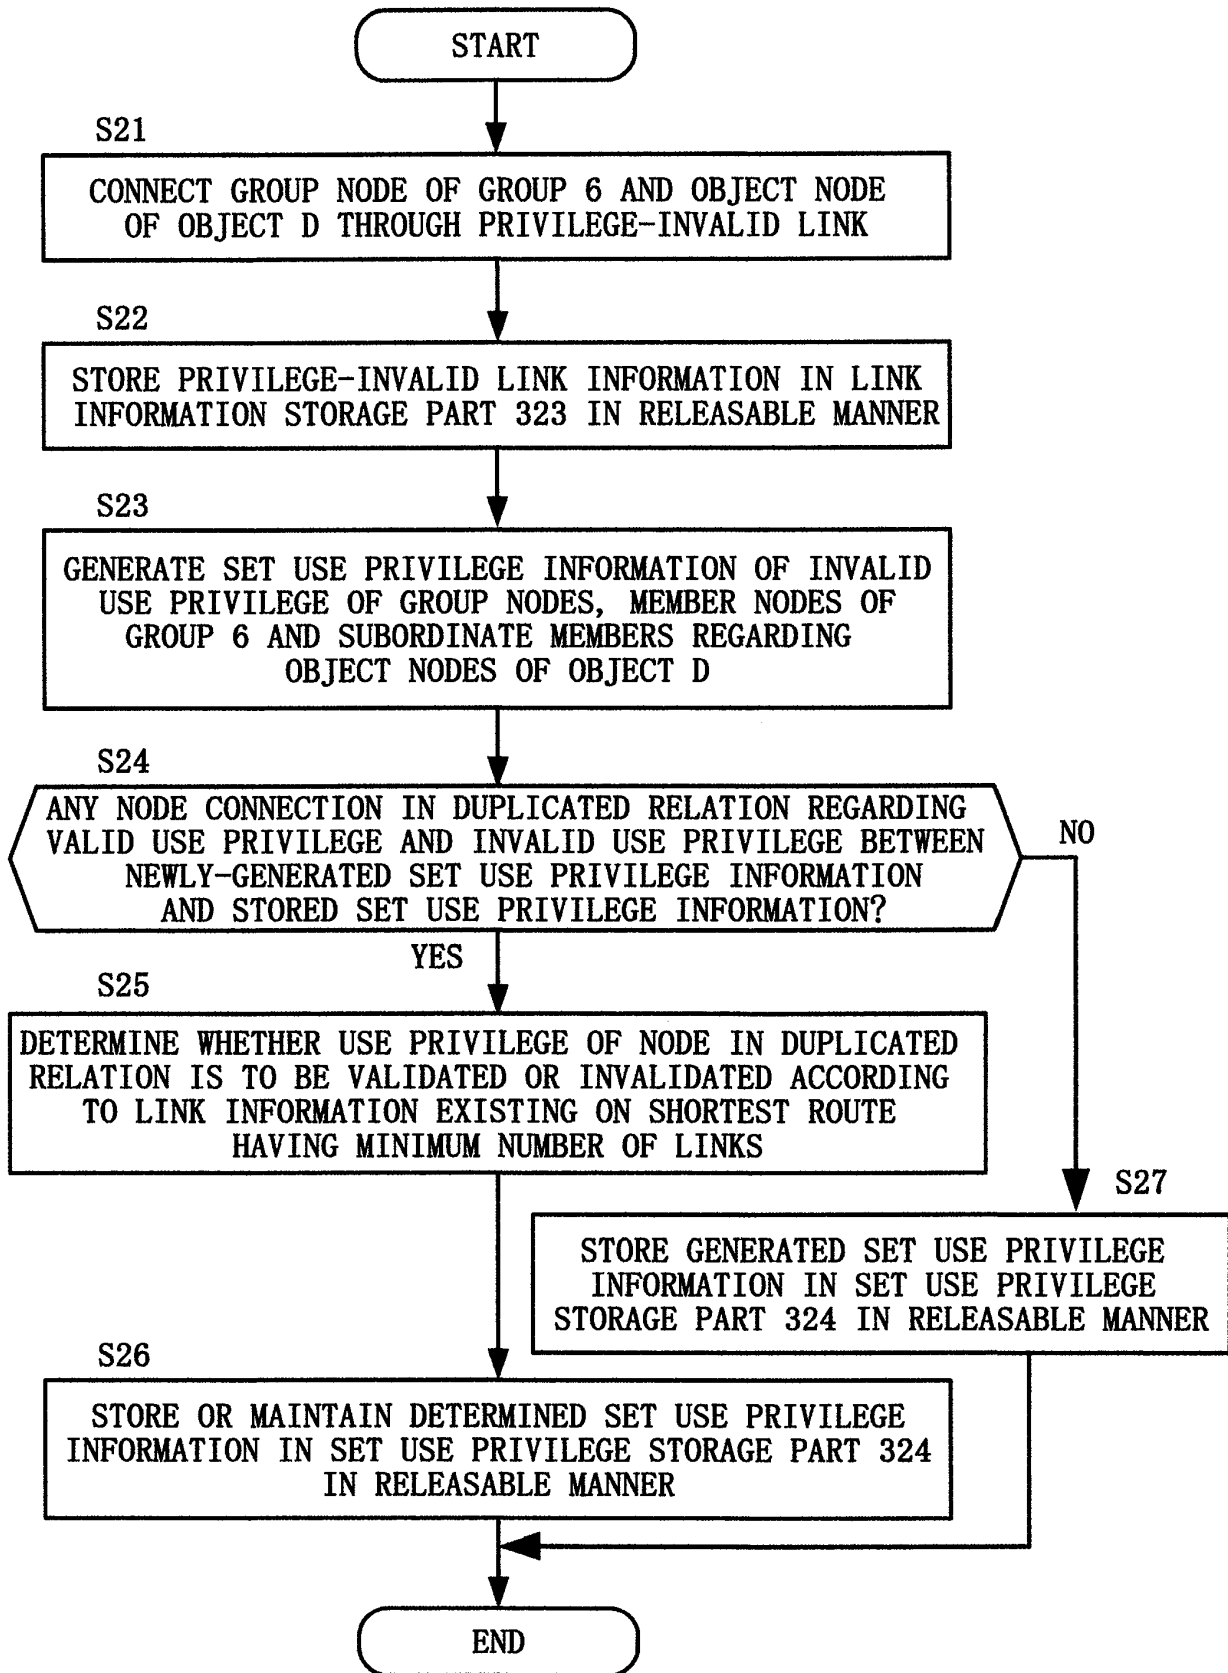 START
S21
CONNECT GROUP NODE OF GROUP 6 AND OBJECT NODE
OF OBJECT D THROUGH PRIVILEGE-INVALID LINK
S22
STORE PRIVILEGE-INVALID LINK INFORMATION IN LINK
INFORMATION STORAGE PART 323 IN RELEASABLE MANNER
S23
GENERATE SET USE PRIVILEGE INFORMATION OF INVALID
USE PRIVILEGE OF GROUP NODES, MEMBER NODES OF
GROUP 6 AND SUBORDINATE MEMBERS REGARDING
OBJECT NODES OF OBJECT D
S24
ANY NODE CONNECTION IN DUPLICATED RELATION REGARDING
VALID USE PRIVILEGE AND INVALID USE PRIVILEGE BETWEEN
NEWLY-GENERATED SET USE PRIVILEGE INFORMATION
AND STORED SET USE PRIVILEGE INFORMATION?
NO
YES
S25
DETERMINE WHETHER USE PRIVILEGE OF NODE IN DUPLICATED
RELATION IS TO BE VALIDATED OR INVALIDATED ACCORDING
TO LINK INFORMATION EXISTING ON SHORTEST ROUTE
HAVING MINIMUM NUMBER OF LINKS
S27
STORE GENERATED SET USE PRIVILEGE
INFORMATION IN SET USE PRIVILEGE
STORAGE PART 324 IN RELEASABLE MANNER
S26
STORE OR MAINTAIN DETERMINED SET USE PRIVILEGE
INFORMATION IN SET USE PRIVILEGE STORAGE PART 324
IN RELEASABLE MANNER
END